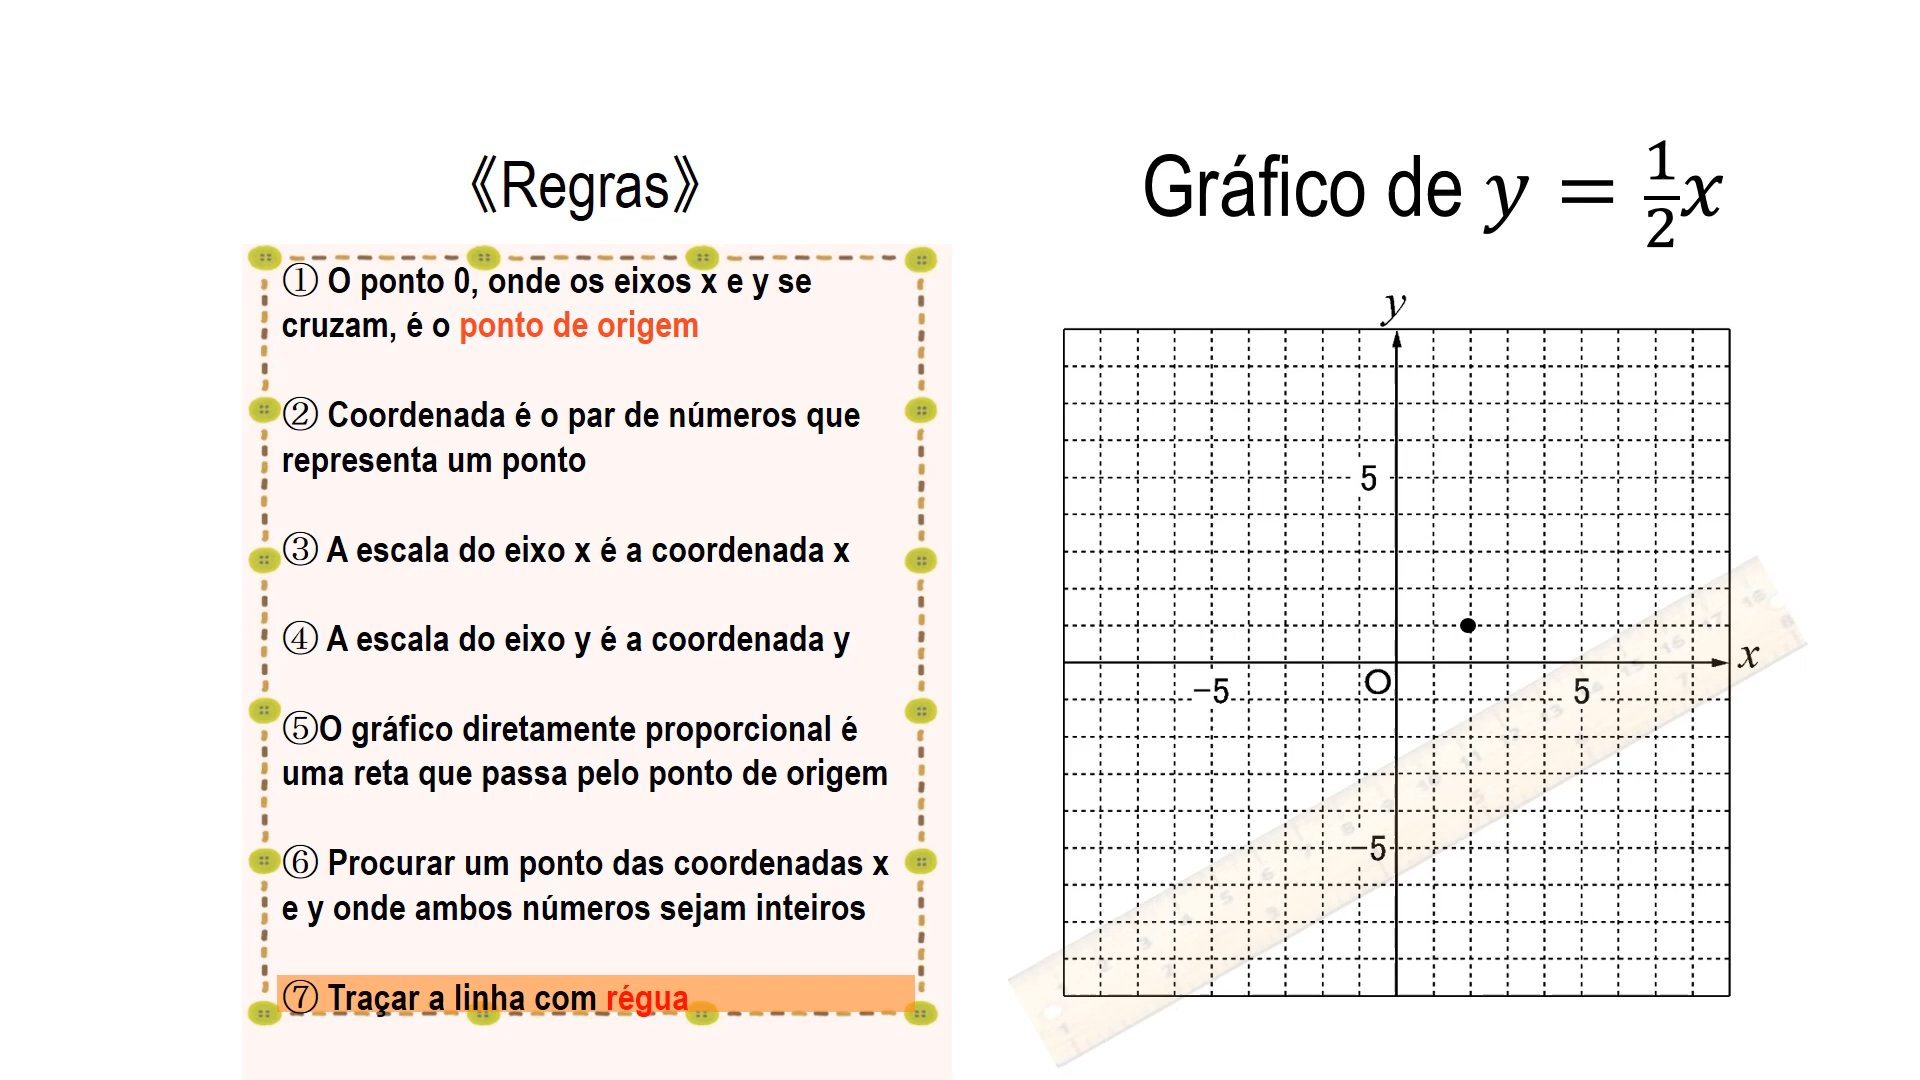 《Regras》
① O ponto 0, onde os eixos x e y se
cruzam, é o ponto de origem
② Coordenada é o par de números que
representa um ponto
③ A escala do eixo x é a coordenada x
④ A escala do eixo y é a coordenada y
⑤O gráfico diretamente proporcional é
uma reta que passa pelo ponto de origem
⑥ Procurar um ponto das coordenadas x
e y onde ambos números sejam inteiros
⑦ Traçar a linha com régua
Gráfico de y = 1/2 x
y
5
x
−5 O 5
−5